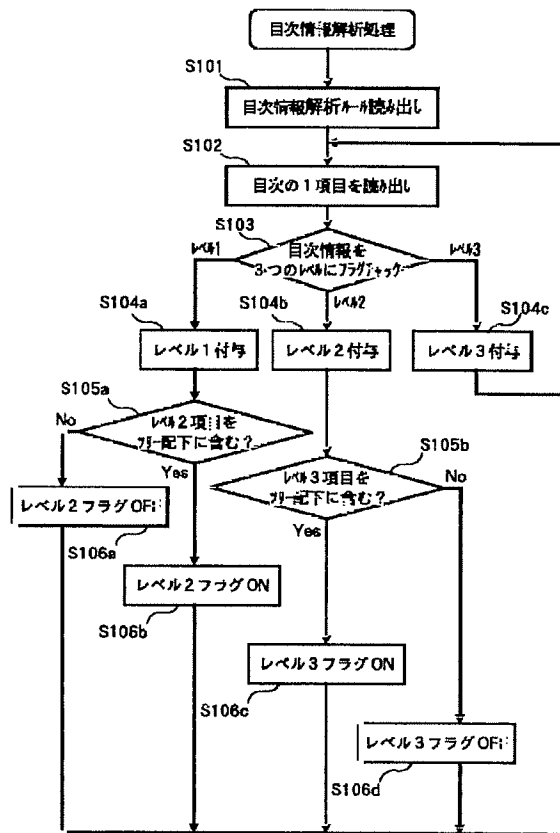 目次情報解析処理
S101
目次情報解析ルール読み出し
S102
目次の1項目を読み出し
S103
レベル1
目次情報を
3つのレベルにフラグチェック
レベル3
レベル2
S104a
S104b
S104c
レベル1付与
レベル2付与
レベル3付与
S105a
No
レベル2項目を
ツリー配下に含む？
Yes
S105b
レベル3項目を
ツリー配下に含む？
No
Yes
レベル2フラグOFF
S106a
レベル2フラグON
S106b
レベル3フラグON
S106c
レベル3フラグOFF
S106d